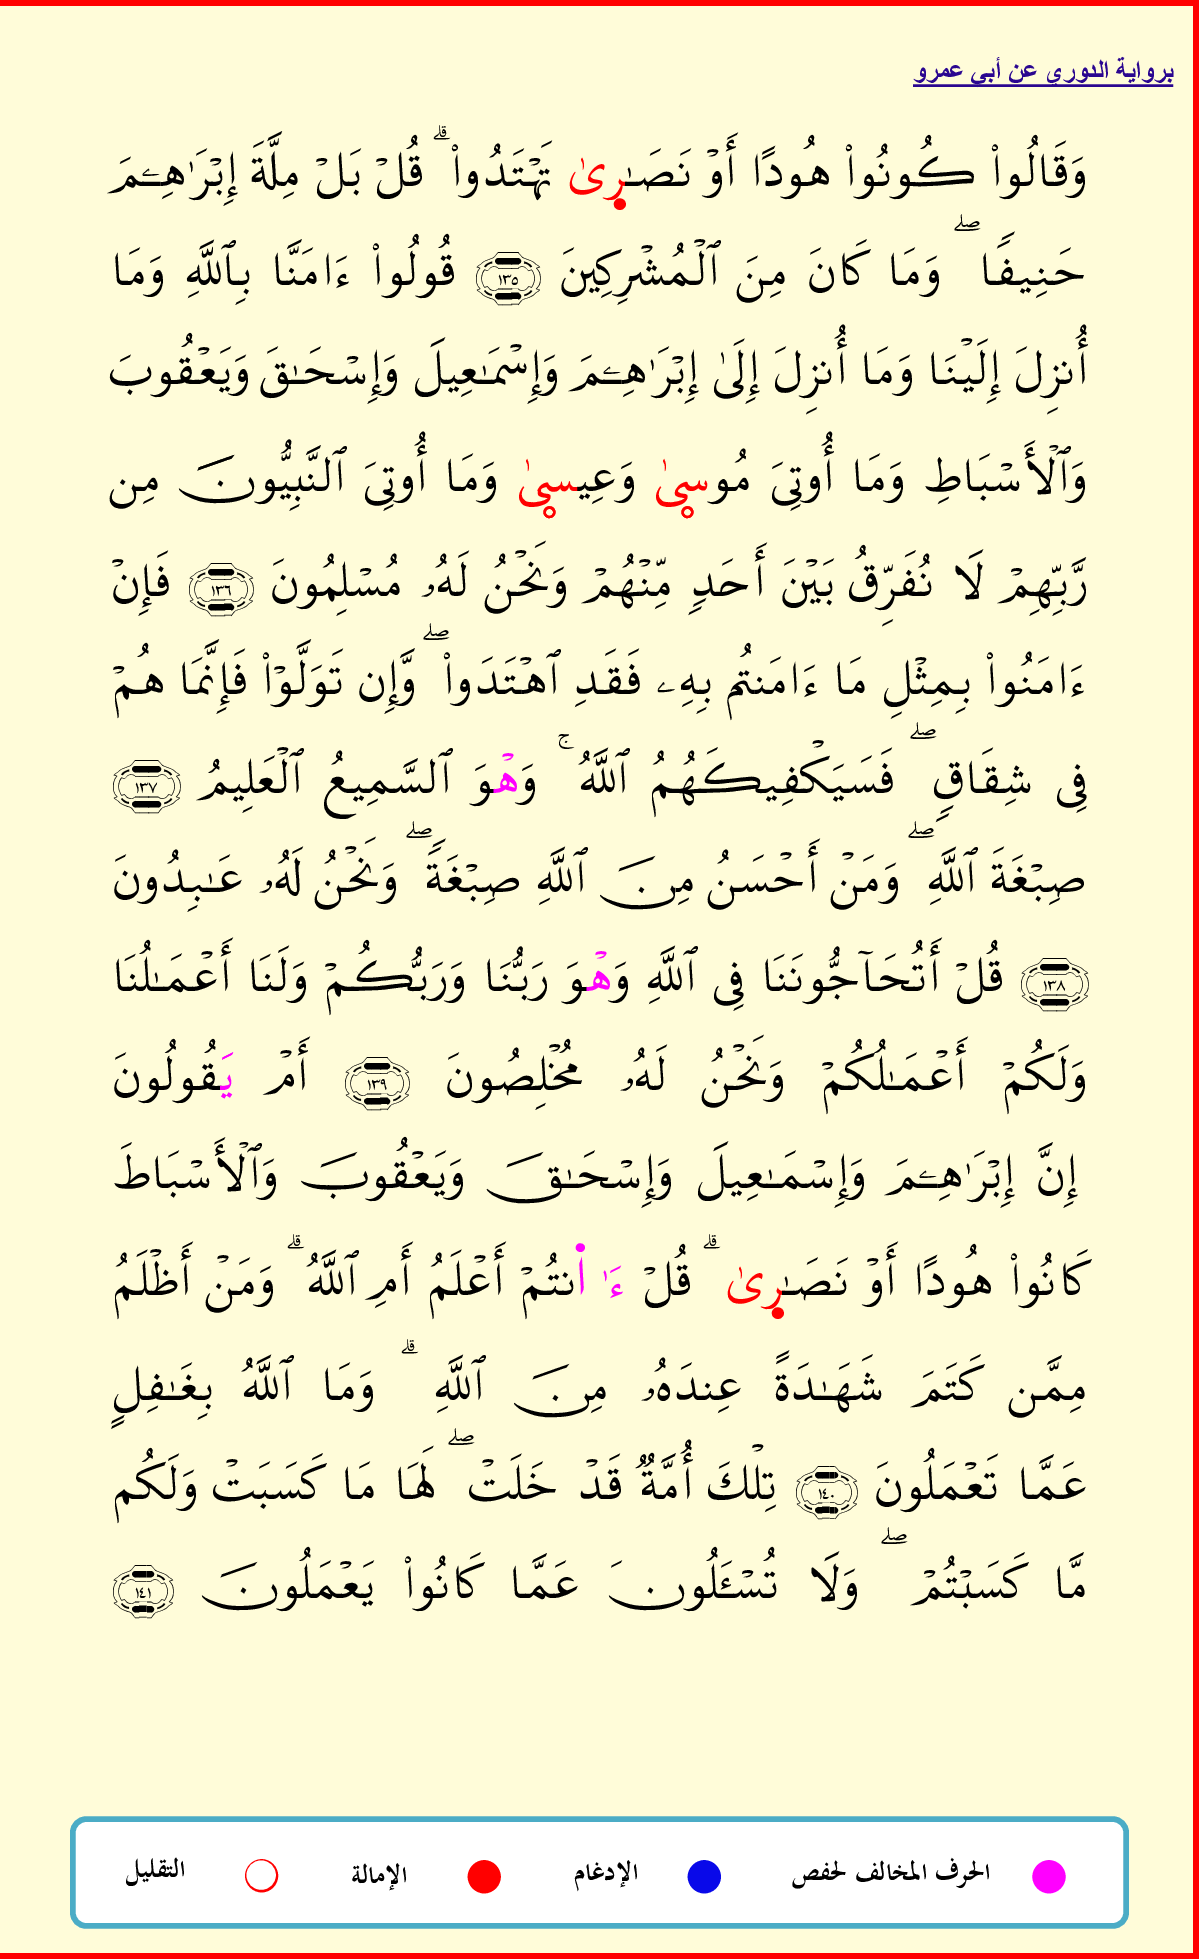 برواية الدوري عن أبي عمرو
وَقَالُوا۟ كُونُوا۟ هُودًا أَوۡ نَصَـٰرِىٰ تَهۡتَدُوا۟ۗ قُلۡ بَلۡ مِلَّةَ إِبۡرَٰهِـۧمَ
حَنِيفًاۖ وَمَا كَانَ مِنَ ٱلۡمُشۡرِكِينَ ١٣٥ قُولُوا۟ ءَامَنَّا بِٱللَّهِ وَمَا
أُنزِلَ إِلَيۡنَا وَمَا أُنزِلَ إِلَىٰ إِبۡرَٰهِـۧمَ وَإِسۡمَـٰعِيلَ وَإِسۡحَـٰقَ وَيَعۡقُوبَ
وَٱلۡأَسۡبَاطِ وَمَا أُوتِيَ مُوسۭىٰ وَعِيسۭىٰ وَمَا أُوتِيَ ٱلنَّبِيُّونَ مِن
رَّبِّهِمۡ لَا نُفَرِّقُ بَيۡنَ أَحَدٍ مِّنۡهُمۡ وَنَحۡنُ لَهُۥ مُسۡلِمُونَ ١٣٦ فَإِنۡ
ءَامَنُوا۟ بِمِثۡلِ مَا ءَامَنتُم بِهِۦ فَقَدِ ٱهۡتَدَوا۟ۖ وَّإِن تَوَلَّوۡا۟ فَإِنَّمَا هُمۡ
فِي شِقَاقٍۖ فَسَيَكۡفِيكَهُمُ ٱللَّهُۚ وَهۡوَ ٱلسَّمِيعُ ٱلۡعَلِيمُ ١٣٧
صِبۡغَةَ ٱللَّهِۖ وَمَنۡ أَحۡسَنُ مِنَ ٱللَّهِ صِبۡغَةًۖ وَنَحۡنُ لَهُۥ عَـٰبِدُونَ
١٣٨ قُلۡ أَتُحَآجُّونَنَا فِي ٱللَّهِ وَهۡوَ رَبُّنَا وَرَبُّكُمۡ وَلَنَا أَعۡمَـٰلُنَا
وَلَكُمۡ أَعۡمَـٰلُكُمۡ وَنَحۡنُ لَهُۥ مُخۡلِصُونَ ١٣٩ أَمۡ يَقُولُونَ
إِنَّ إِبۡرَٰهِـۧمَ وَإِسۡمَـٰعِيلَ وَإِسۡحَـٰقَ وَيَعۡقُوبَ وَٱلۡأَسۡبَاطَ
كَانُوا۟ هُودًا أَوۡ نَصَـٰرِىٰۗ قُلۡ ءَا۬نتُمۡ أَعۡلَمُ أَمِ ٱللَّهُۗ وَمَنۡ أَظۡلَمُ
مِمَّن كَتَمَ شَهَـٰدَةً عِندَهُۥ مِنَ ٱللَّهِۗ وَمَا ٱللَّهُ بِغَـٰفِلٍ
عَمَّا تَعۡمَلُونَ ١٤٠ تِلۡكَ أُمَّةٌ قَدۡ خَلَتۡۖ لَهَا مَا كَسَبَتۡ وَلَكُم
مَّا كَسَبۡتُمۡۖ وَلَا تُسۡـَٔلُونَ عَمَّا كَانُوا۟ يَعۡمَلُونَ ١٤١
الحرف المخالف لحفص الإدغام الإمالة التقليل